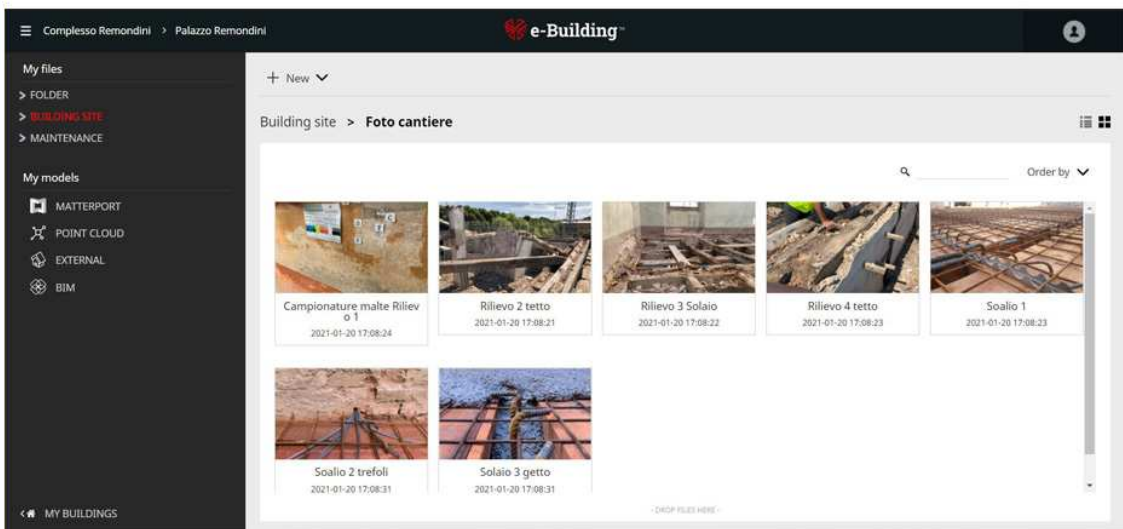 Complesso Remondini > Palazzo Remondini
e-Building™
My files
> FOLDER
> BUILDING SITE
> MAINTENANCE
My models
MATTERPORT
POINT CLOUD
EXTERNAL
BIM
< MY BUILDINGS
+ New
Building site > Foto cantiere
Order by
Campionature malte Riliev
o 1
2021-01-20 17:08:24
Rilievo 2 tetto
2021-01-20 17:08:21
Rilievo 3 Solaio
2021-01-20 17:08:22
Rilievo 4 tetto
2021-01-20 17:08:23
Soalio 1
2021-01-20 17:08:23
Soalio 2 trefoli
2021-01-20 17:08:31
Solaio 3 getto
2021-01-20 17:08:31
- DROP FILES HERE -